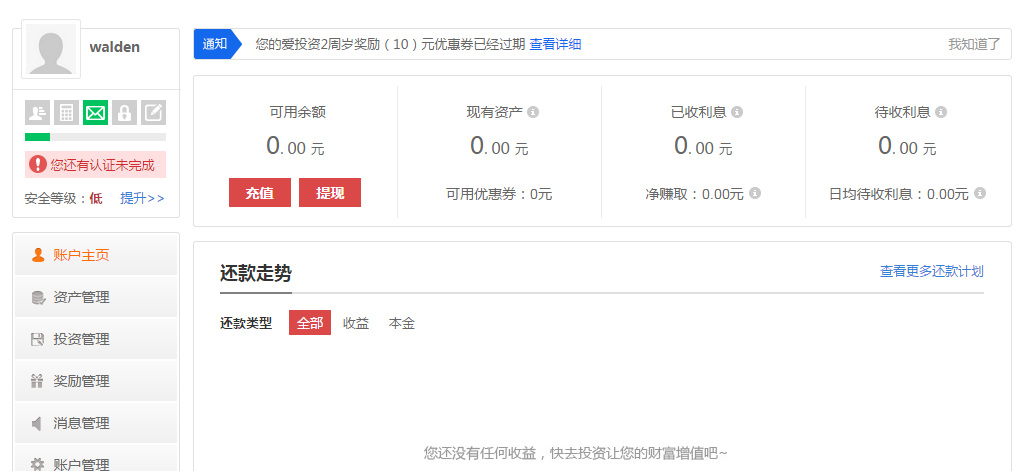 walden
您还有认证未完成
安全等级：低 提升>>
账户主页
资产管理
投资管理
奖励管理
消息管理
账户管理
通知 您的爱投资2周岁奖励（10）元优惠券已经过期 查看详细 我知道了
可用余额 现有资产 已收利息 待收利息
0.00 元 0.00 元 0.00 元 0.00 元
充值 提现 可用优惠券：0元 净赚取：0.00元 日均待收利息：0.00元
还款走势 查看更多还款计划
还款类型 全部 收益 本金
您还没有任何收益，快去投资让您的财富增值吧~